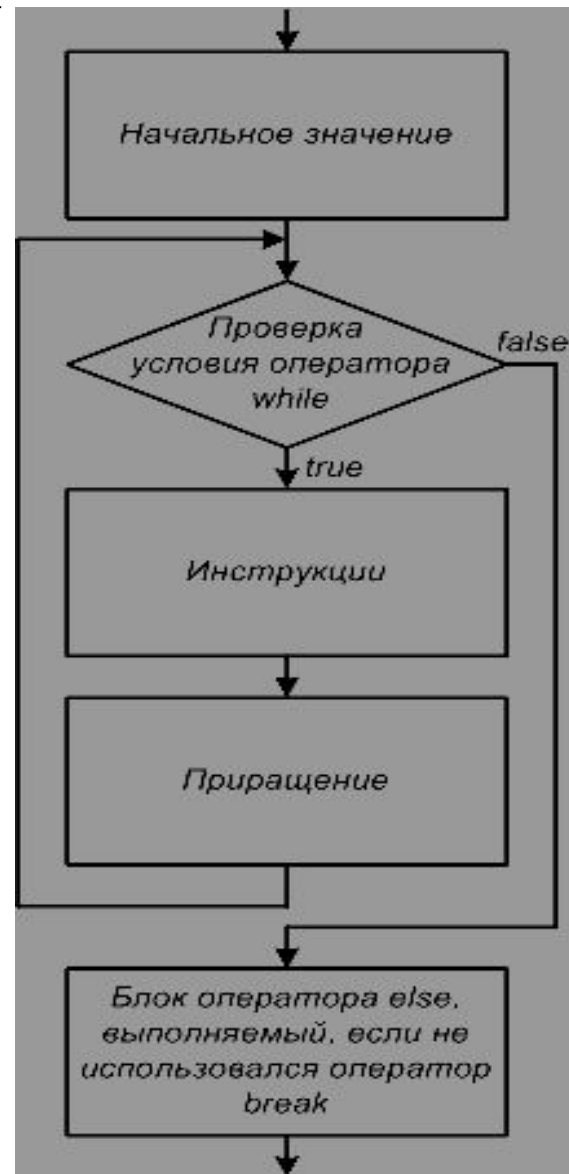 Начальное значение
Проверка
условия оператора
while
false
true
Инструкции
Приращение
Блок оператора else,
выполняемый, если не
использовался оператор
break